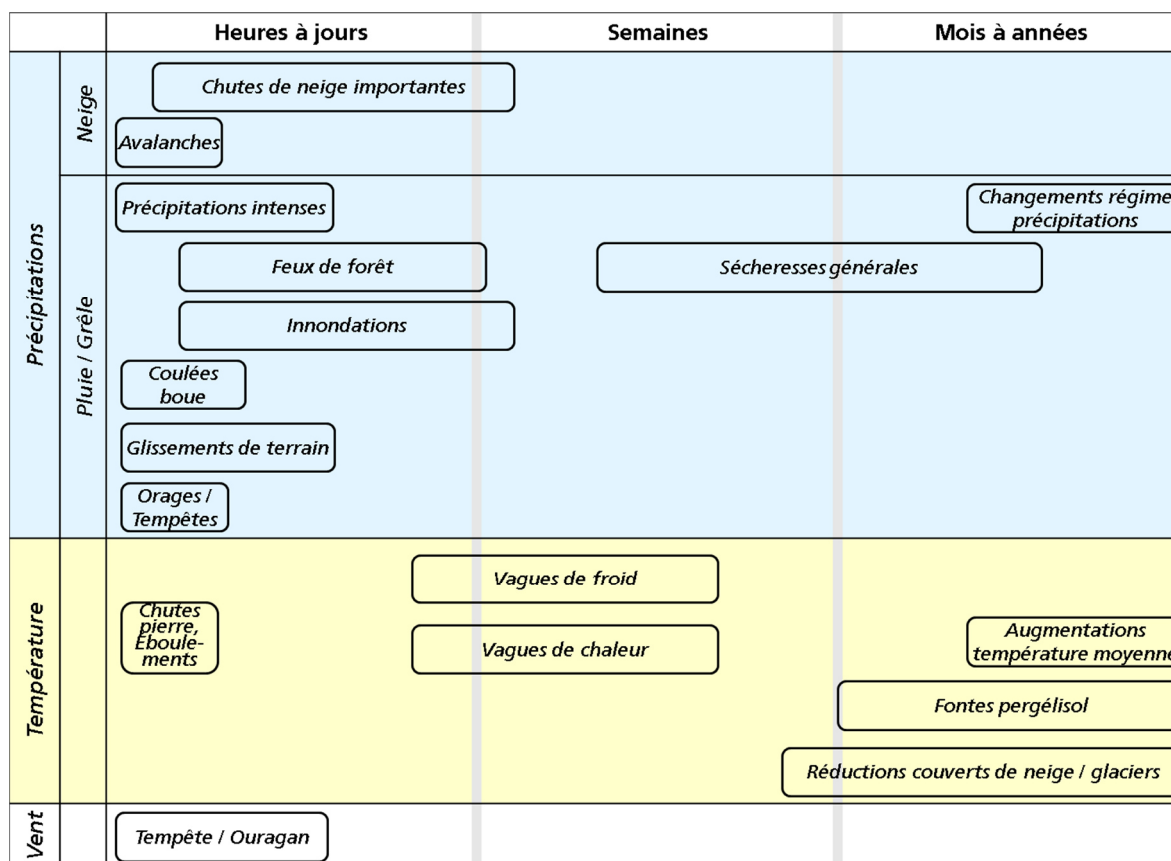 Heures à jours
Semaines
Mois à années
Précipitations
Neige
Chutes de neige importantes
Avalanches
Pluie / Grêle
Précipitations intenses
Changements régime
précipitations
Feux de forêt
Sécheresses générales
Innondations
Coulées
boue
Glissements de terrain
Orages /
Tempêtes
Température
Vagues de froid
Chutes
pierre,
Éboule-
ments
Vagues de chaleur
Augmentations
température moyenne
Fontes pergélisol
Réductions couverts de neige / glaciers
Vent
Tempête / Ouragan